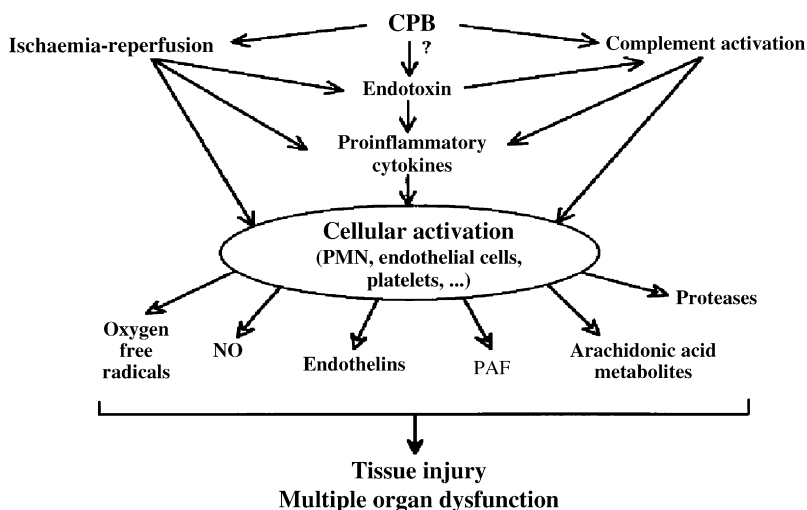 CPB
Ischaemia-reperfusion
?
Complement activation
Endotoxin
Proinflammatory
cytokines
Cellular activation
(PMN, endothelial cells,
platelets, ...)
Oxygen
free
radicals
NO
Endothelins
PAF
Arachidonic acid
metabolites
Proteases
Tissue injury
Multiple organ dysfunction